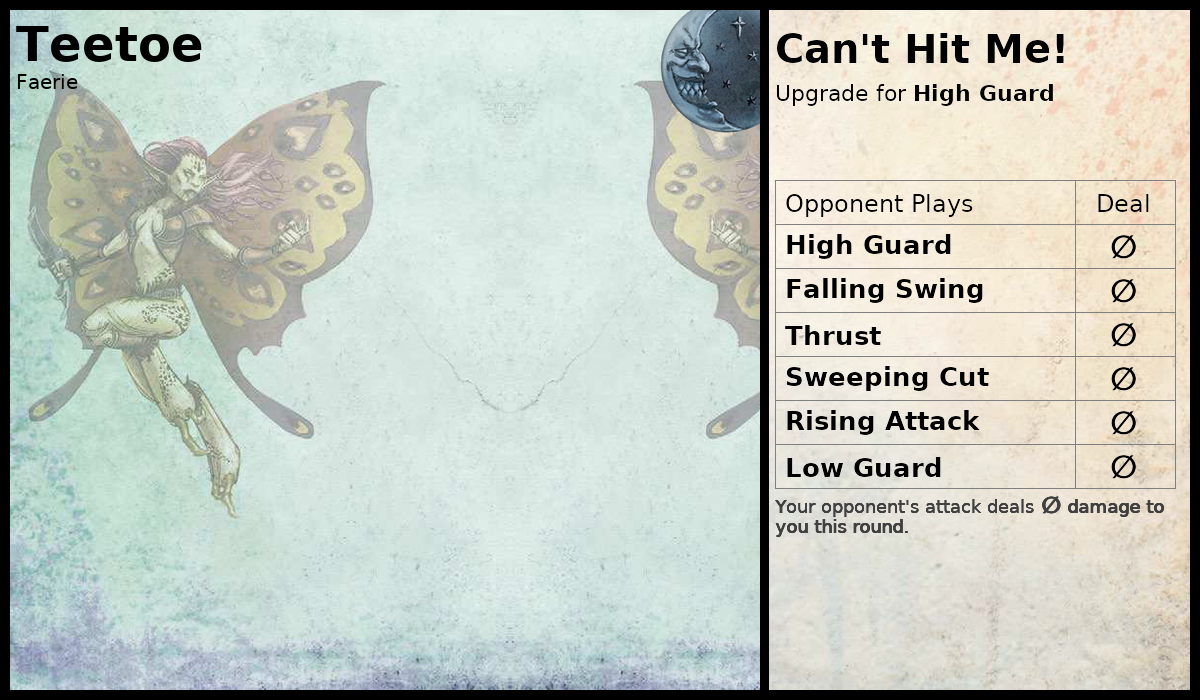 Teetoe
Faerie
Can't Hit Me!
Upgrade for High Guard
Opponent Plays Deal
High Guard ∅
Falling Swing ∅
Thrust ∅
Sweeping Cut ∅
Rising Attack ∅
Low Guard ∅
Your opponent's attack deals ∅ damage to
you this round.